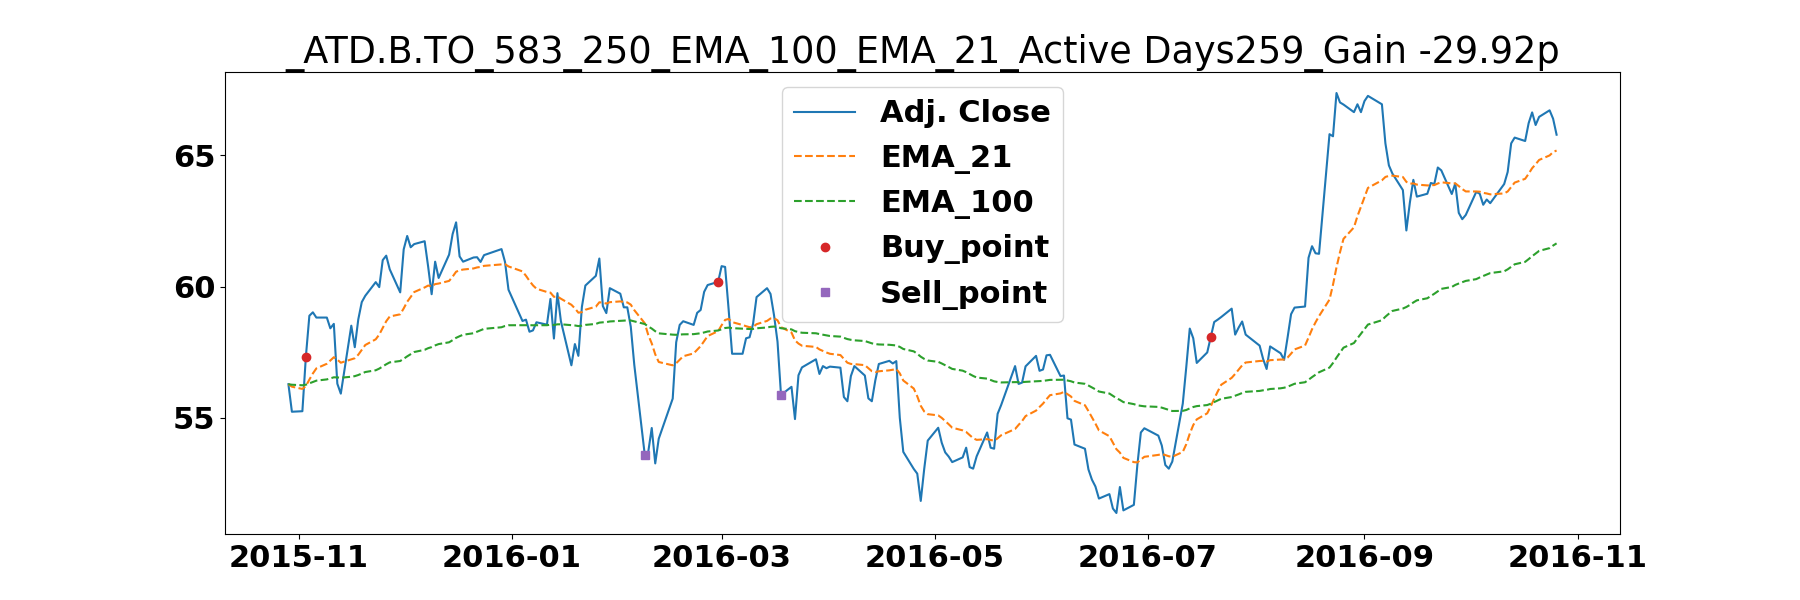 _ATD.B.TO_583_250_EMA_100_EMA_21_Active Days259_Gain -29.92p
Adj. Close
EMA_21
EMA_100
Buy_point
Sell_point
65
60
55
2015-11 2016-01 2016-03 2016-05 2016-07 2016-09 2016-11